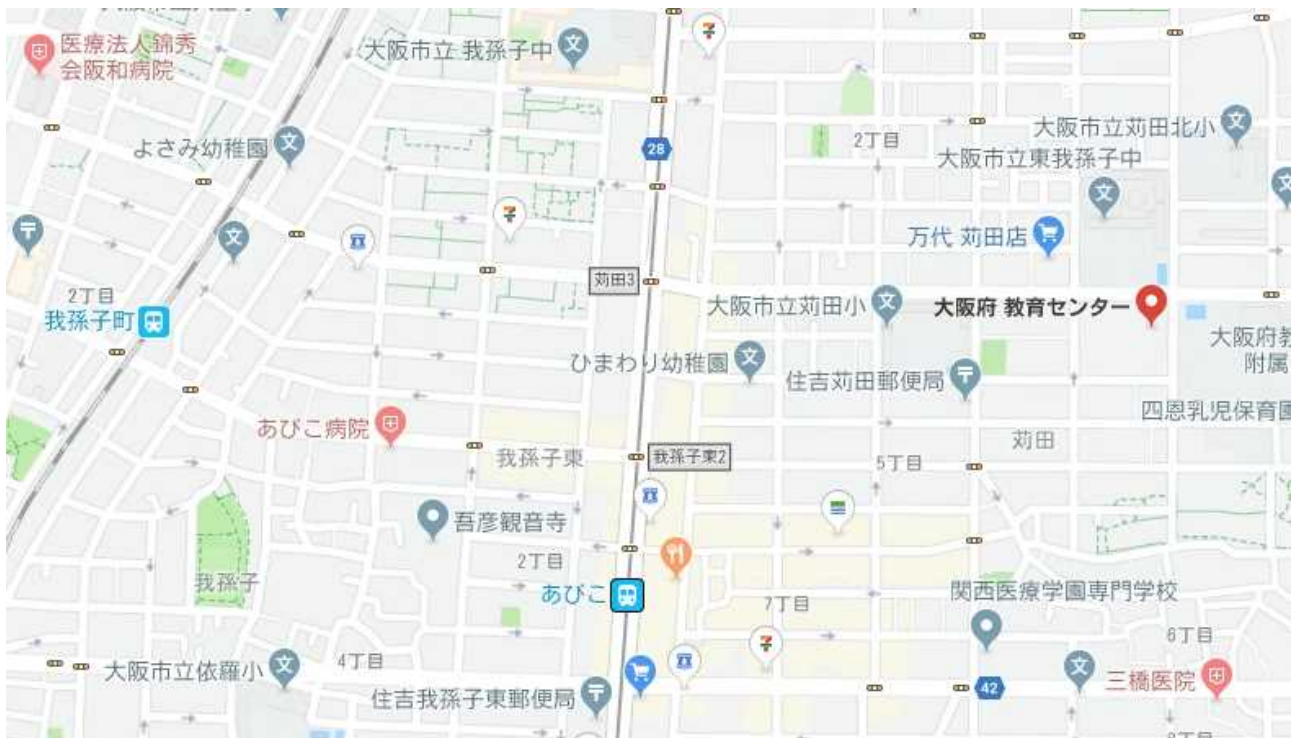 医療法人錦秀
会阪和病院
大阪市立 我孫子中
28
2丁目
大阪市立苅田北小
よさみ幼稚園
大阪市立東我孫子中
万代 苅田店
苅田3
2丁目
我孫子町
大阪市立苅田小
大阪府 教育センター
大阪府教
附属
ひまわり幼稚園
住吉苅田郵便局
四恩乳児保育園
あびこ病院
我孫子東
我孫子東2
苅田
5丁目
吾彦観音寺
2丁目
我孫子
あびこ
7丁目
関西医療学園専門学校
6丁目
大阪市立依羅小
4丁目
住吉我孫子東郵便局
42
三橋医院